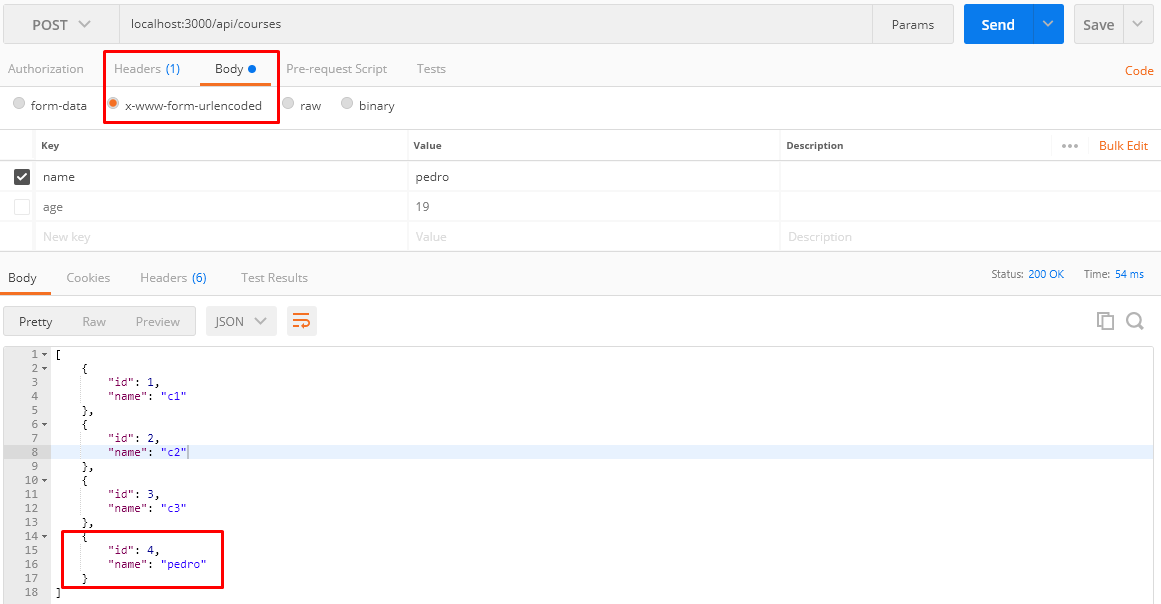 POST localhost:3000/api/courses Params Send Save
Authorization Headers (1) Body Pre-request Script Tests Code
form-data x-www-form-urlencoded raw binary
Key Value Description ••• Bulk Edit
name pedro
age 19
New key Value Description
Body Cookies Headers (6) Test Results Status: 200 OK Time: 54 ms
Pretty Raw Preview JSON
1 [
2 {
3 "id": 1,
4 "name": "c1"
5 },
6 {
7 "id": 2,
8 "name": "c2"
9 },
10 {
11 "id": 3,
12 "name": "c3"
13 },
14 {
15 "id": 4,
16 "name": "pedro"
17 }
18 ]